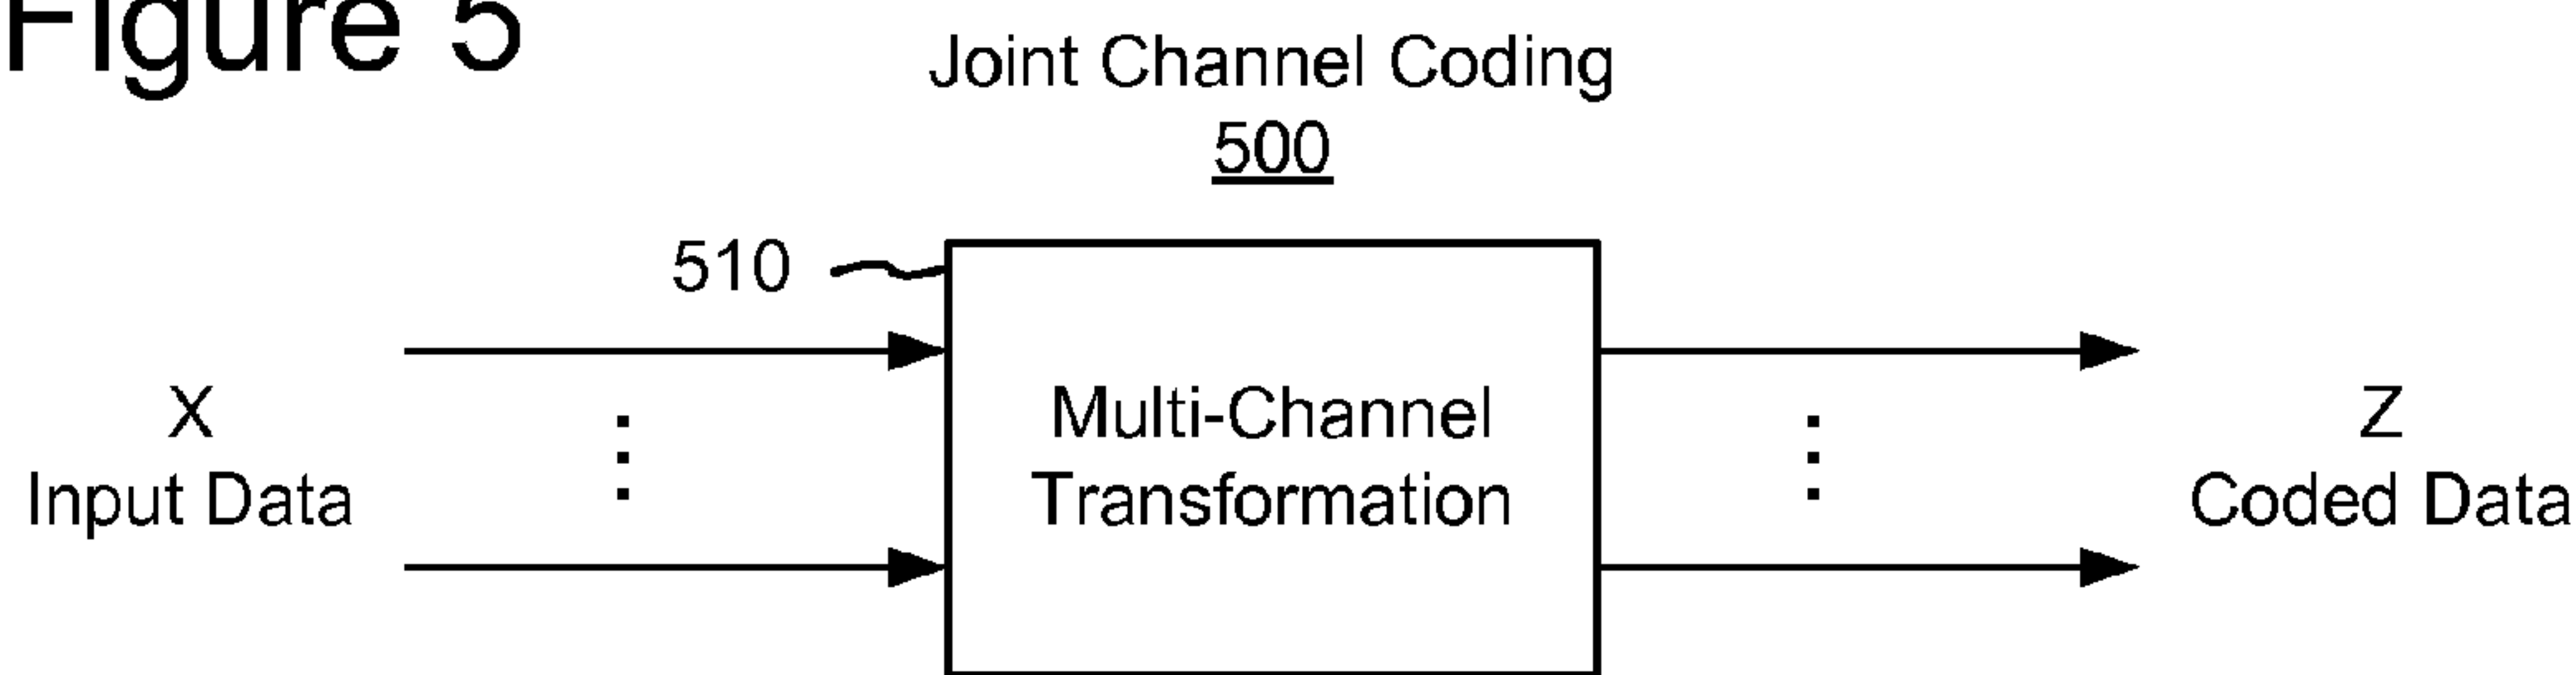 Figure 5
Joint Channel Coding
500
510
X
Input Data
Multi-Channel
Transformation
Z
Coded Data